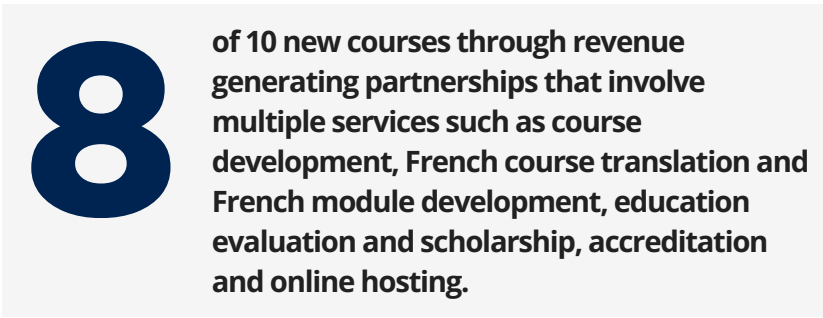 8
of 10 new courses through revenue
generating partnerships that involve
multiple services such as course
development, French course translation and
French module development, education
evaluation and scholarship, accreditation
and online hosting.